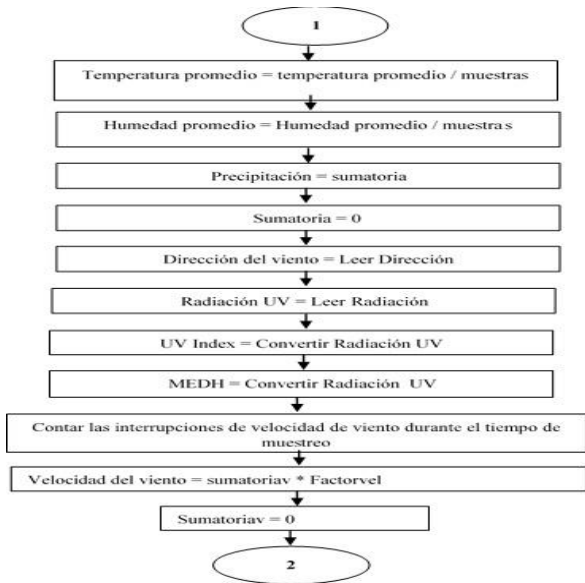 1
Temperatura promedio = temperatura promedio / muestras
Humedad promedio = Humedad promedio / muestras
Precipitación = sumatoria
Sumatoria = 0
Dirección del viento = Leer Dirección
Radiación UV = Leer Radiación
UV Index = Convertir Radiación UV
MEDH = Convertir Radiación UV
Contar las interrupciones de velocidad de viento durante el tiempo de
muestreo
Velocidad del viento = sumatoriav * Factorvel
Sumatoriav = 0
2